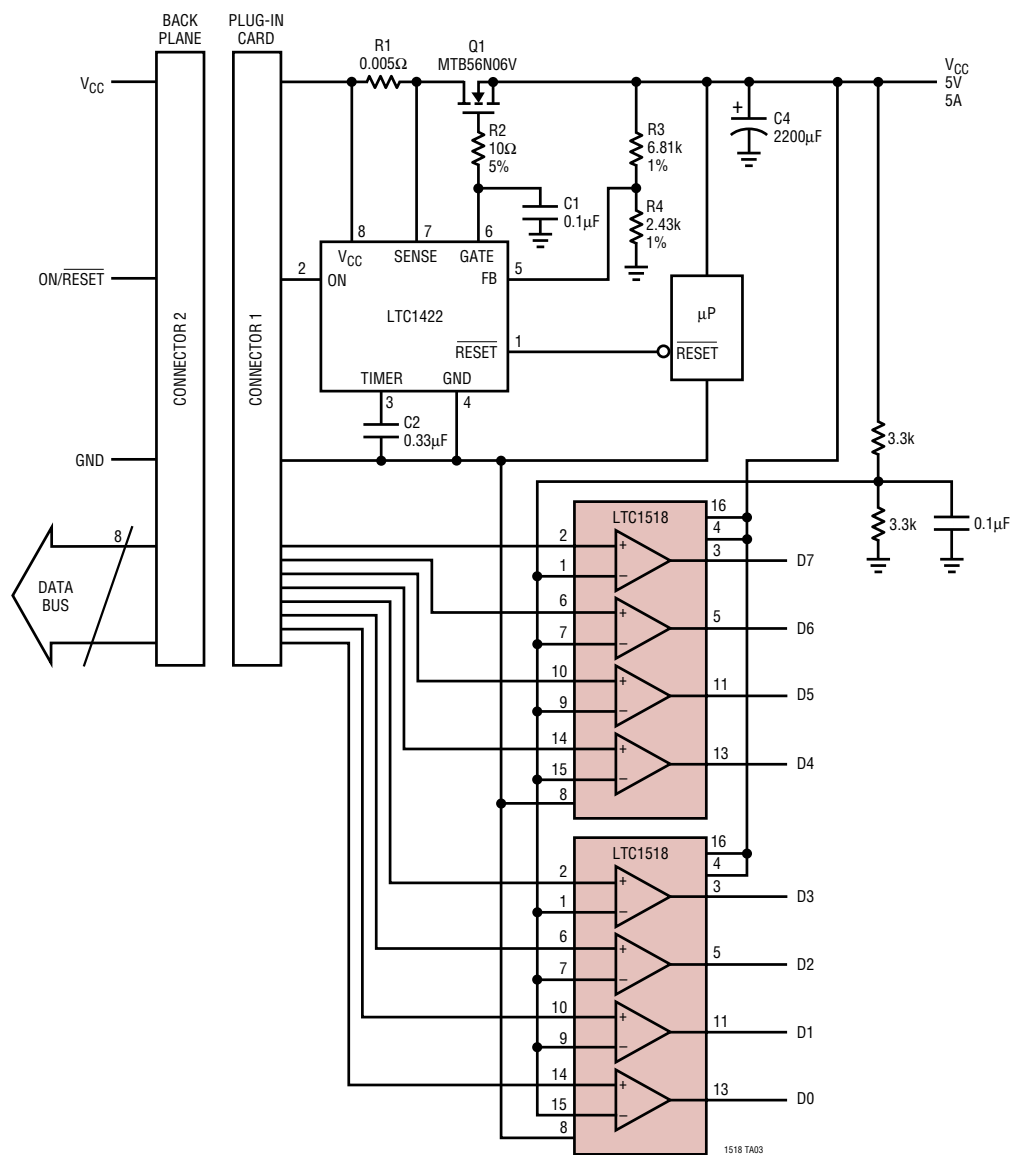 BACK
PLANE
PLUG-IN
CARD
R1
0.005Ω
Q1
MTB56N06V
VCC
VCC
5V
5A
+
C4
2200µF
R2
10Ω
5%
R3
6.81k
1%
C1
0.1µF
R4
2.43k
1%
8
7
6
VCC
SENSE
GATE
2
ON
FB
5
ON/RESET
LTC1422
µP
CONNECTOR 2
CONNECTOR 1
RESET
1
RESET
TIMER
GND
3
4
C2
0.33µF
GND
3.3k
3.3k
0.1µF
8
DATA
BUS
LTC1518
16
4
2
+
3
D7
1
–
6
+
5
D6
7
–
10
+
11
D5
9
–
14
+
13
D4
15
–
8
LTC1518
16
4
2
+
3
D3
1
–
6
+
5
D2
7
–
10
+
11
D1
9
–
14
+
13
D0
15
–
8
1518 TA03